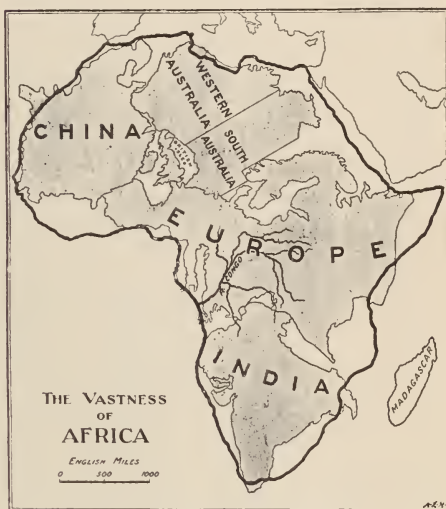 CHINA
WESTERN
AUSTRALIA
SOUTH
AUSTRALIA
EUROPE
R. CONGO
INDIA
MADAGASCAR
THE VASTNESS
OF
AFRICA
ENGLISH MILES
0 500 1000